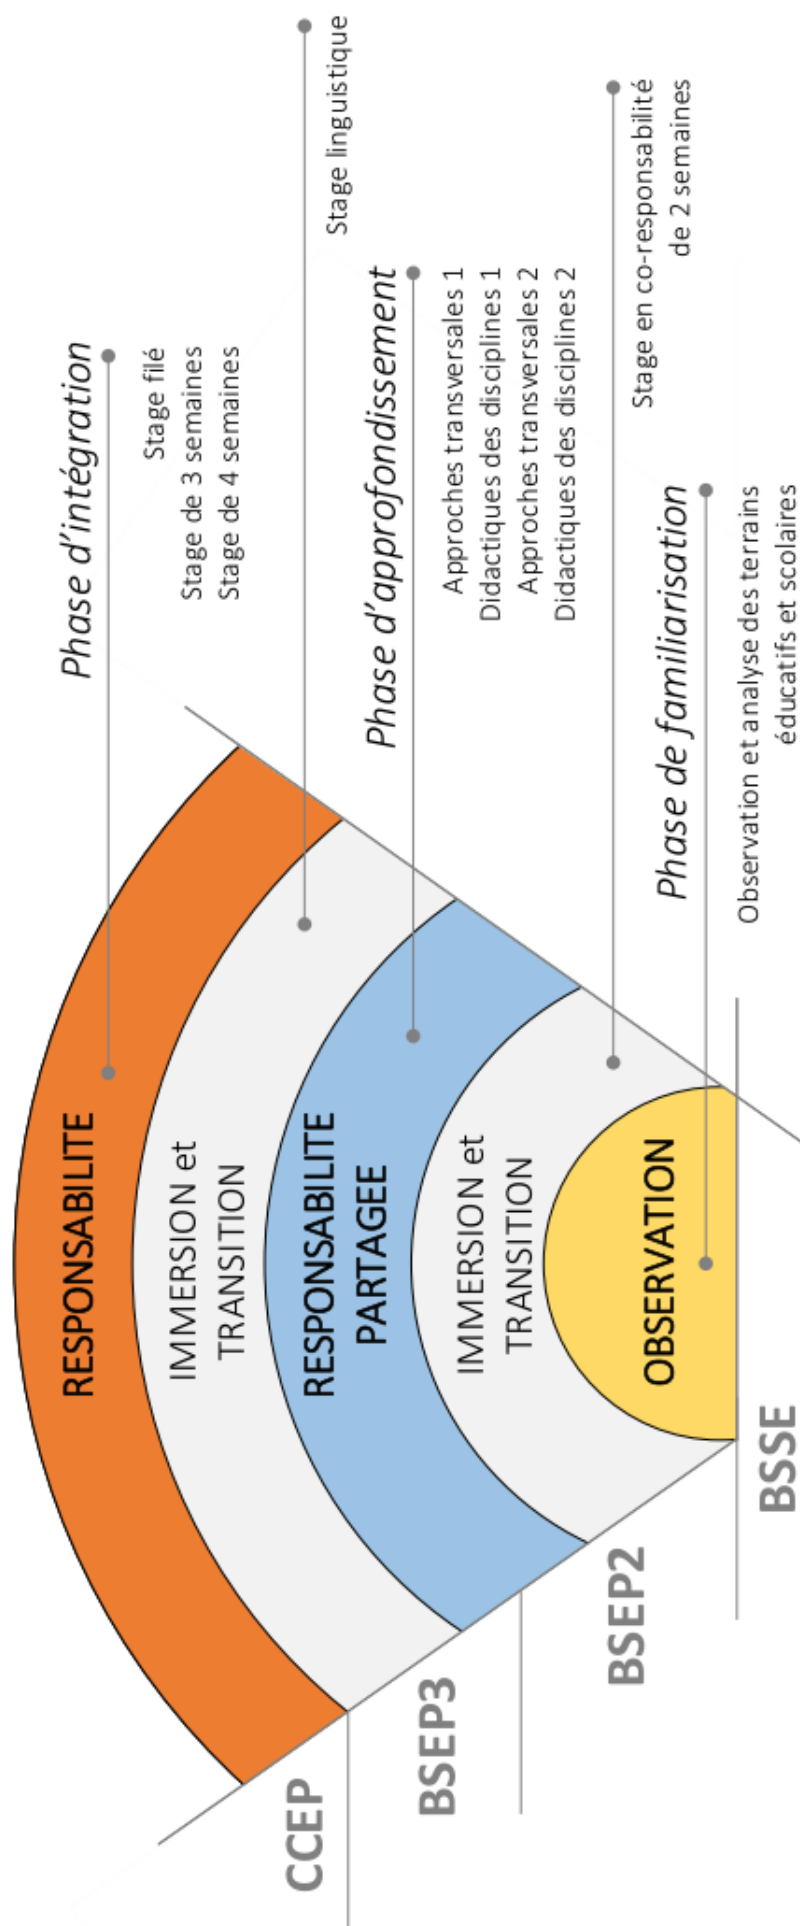 Phase d'intégration
Stage filé
Stage de 3 semaines
Stage de 4 semaines
Stage linguistique
Phase d'approfondissement
Approches transversales 1
Didactiques des disciplines 1
Approches transversales 2
Didactiques des disciplines 2
Stage en co-responsabilité
de 2 semaines
Phase de familiarisation
Observation et analyse des terrains
éducatifs et scolaires
RESPONSABILITE
IMMERSION et
TRANSITION
RESPONSABILITE
PARTAGEE
IMMERSION et
TRANSITION
OBSERVATION
CCEP
BSEP3
BSEP2
BSSE